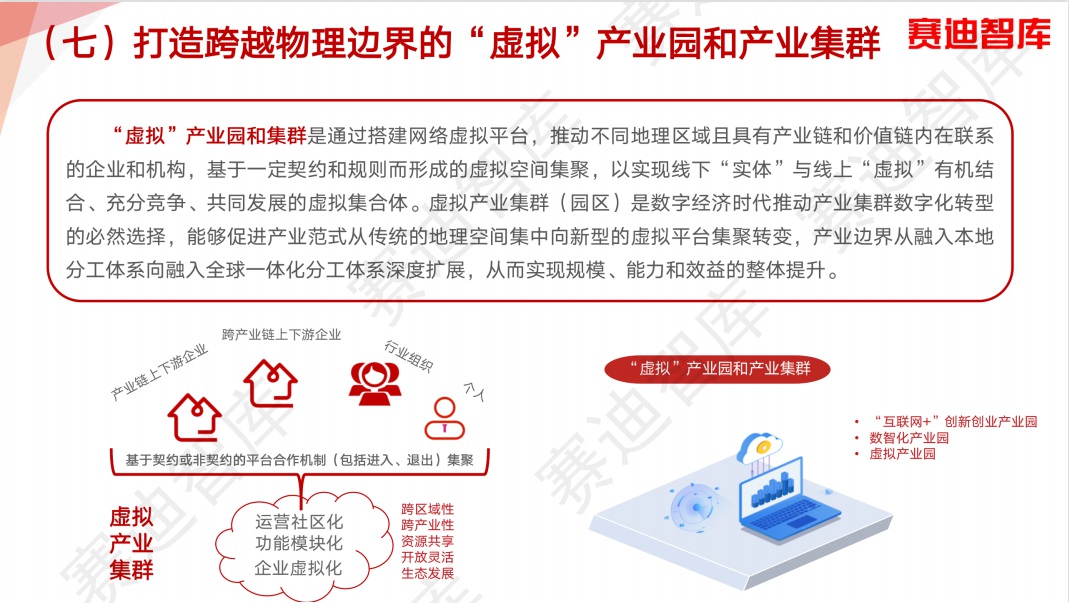 （七）打造跨越物理边界的“虚拟”产业园和产业集群
赛迪智库
“虚拟”产业园和集群是通过搭建网络虚拟平台，推动不同地理区域且具有产业链和价值链内在联系
的企业和机构，基于一定契约和规则而形成的虚拟空间集聚，以实现线下“实体”与线上“虚拟”有机结
合、充分竞争、共同发展的虚拟集合体。虚拟产业集群（园区）是数字经济时代推动产业集群数字化转型
的必然选择，能够促进产业范式从传统的地理空间集中向新型的虚拟平台集聚转变，产业边界从融入本地
分工体系向融入全球一体化分工体系深度扩展，从而实现规模、能力和效益的整体提升。
跨产业链上下游企业
产业链上下游企业
行业组织
个人
基于契约或非契约的平台合作机制（包括进入、退出）集聚
虚拟
产业
集群
运营社区化
功能模块化
企业虚拟化
跨区域性
跨产业性
资源共享
开放灵活
生态发展
“虚拟”产业园和产业集群
• “互联网+”创新创业产业园
• 数智化产业园
• 虚拟产业园
赛迪智库
赛迪智库
赛迪智库
赛迪智库